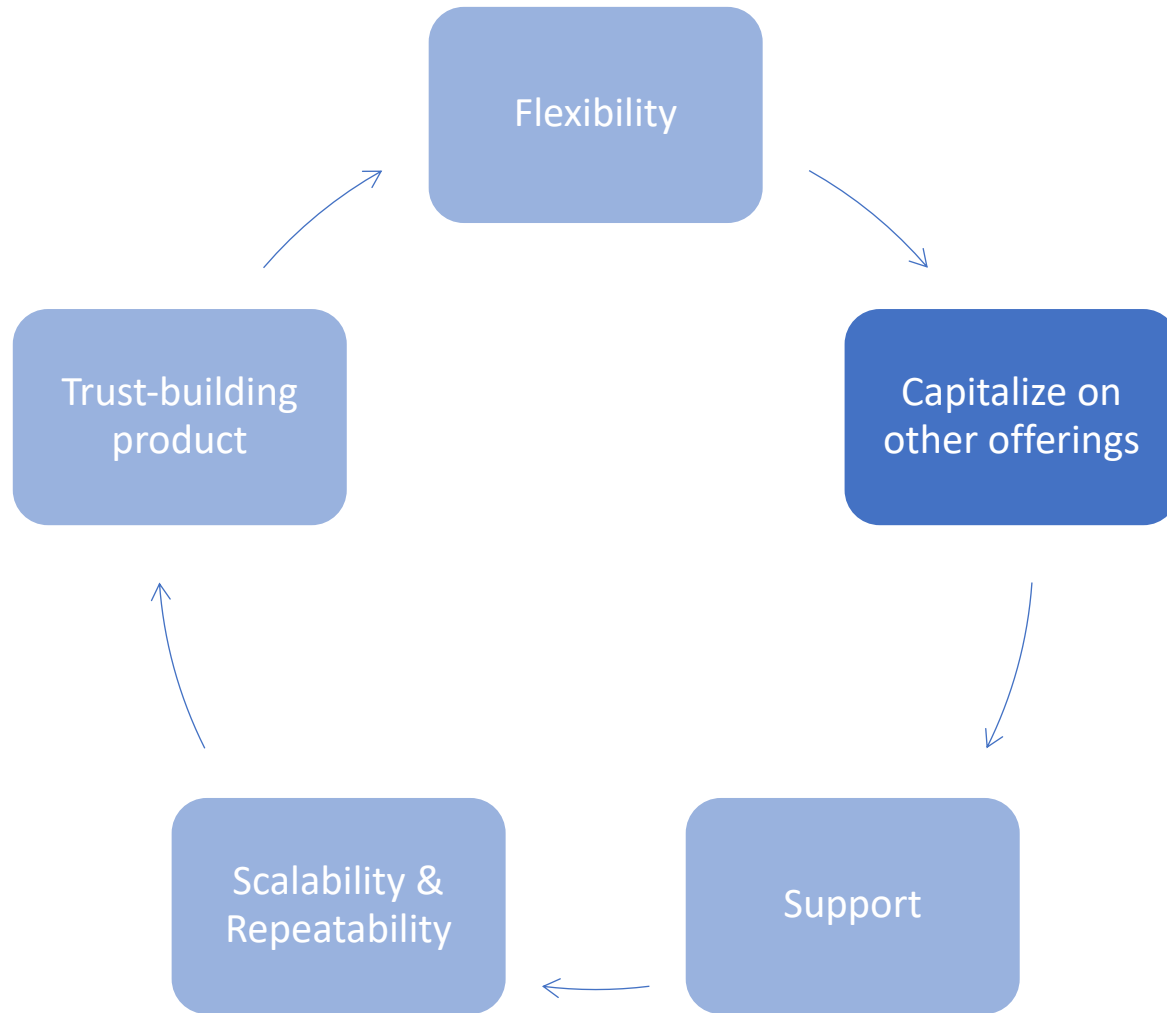 Flexibility
Capitalize on
other offerings
Support
Scalability &
Repeatability
Trust-building
product